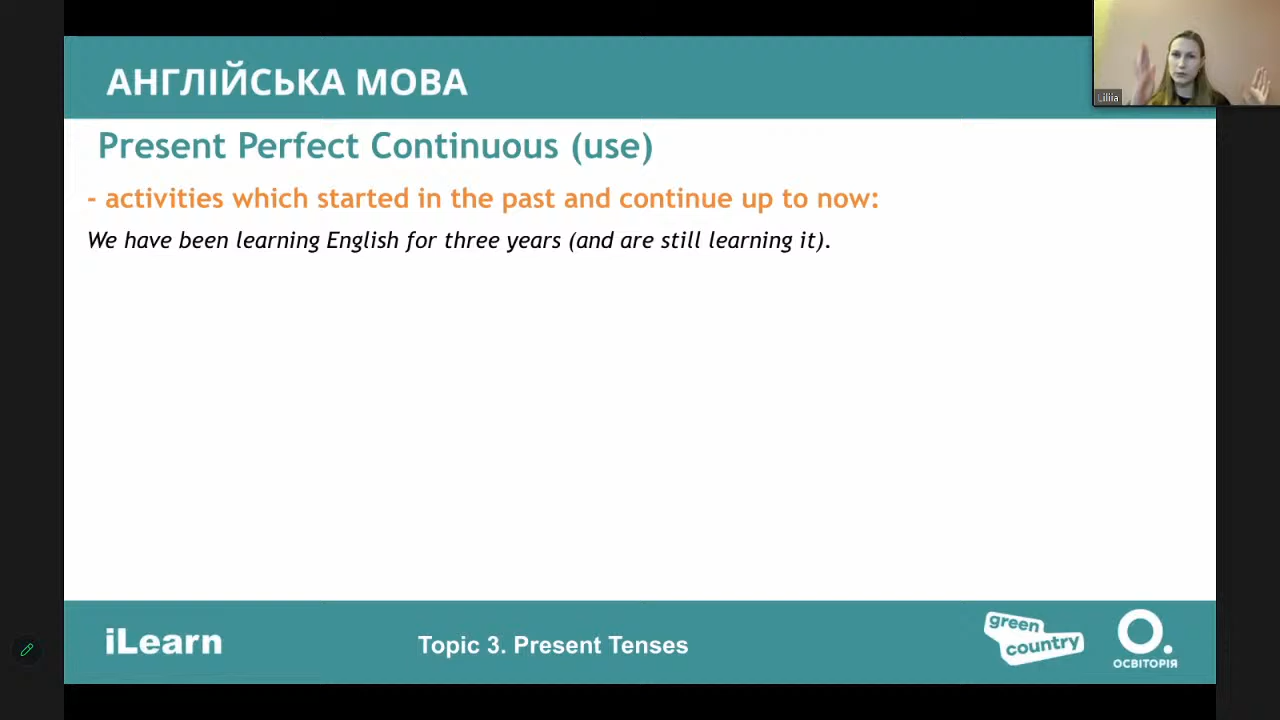 АНГЛІЙСЬКА МОВА
Liliia
Present Perfect Continuous (use)
- activities which started in the past and continue up to now:
We have been learning English for three years (and are still learning it).
iLearn
Topic 3. Present Tenses
green
country
ОСВІТОРІЯ